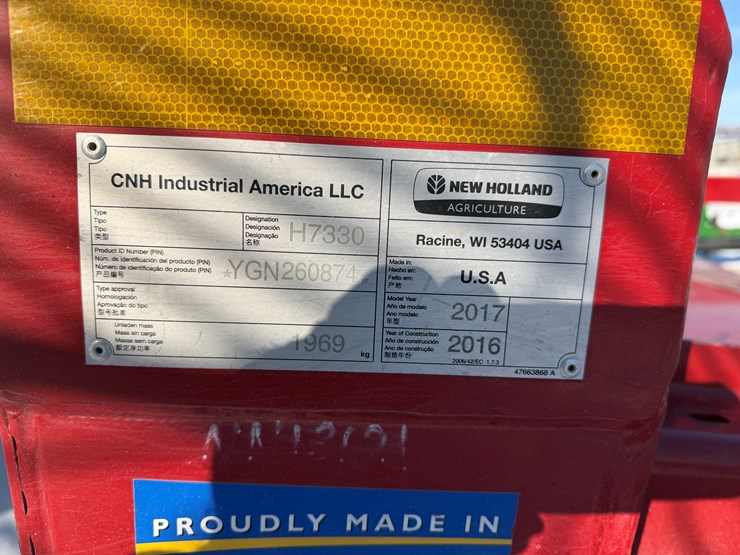 CNH Industrial America LLC
Type
Tipo
Tipo
类型
Designation
Designación
Designação
名称
H7330
Product ID Number (PIN)
Núm. de identificación del producto (PIN)
Número de identificação do produto (PIN)
产品编号
*YGN260874
Type approval
Homologación
Aprovação do tipo
型号批准
Unladen mass
Masa sin carga
Massa sem carga
额定净功率
1969
kg
NEW HOLLAND
AGRICULTURE
Racine, WI 53404 USA
Made in:
Hecho en:
Feito em:
产地
U.S.A
Model Year
Año de modelo
Ano modelo
年型
2017
Year of Construction
Año de construcción
Ano de construção
制造年份
2016
2006/42/EC 1.7.3
47663868 A
PROUDLY MADE IN